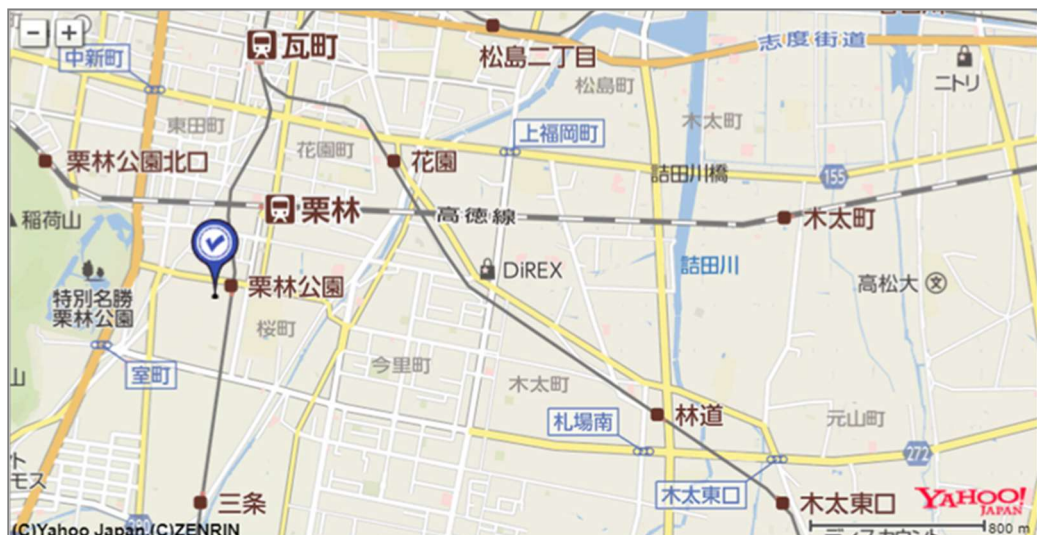 瓦町
中新町
松島二丁目
志度街道
ニトリ
松島町
東田町
花園町
上福岡町
木太町
栗林公園北口
花園
詰田川橋
155
栗林
高徳線
木太町
稲荷山
DiREX
詰田川
高松大
文
特別名勝
栗林公園
栗林公園
桜町
今里町
室町
木太町
山
札場南
林道
元山町
272
木太東口
三条
木太東口
YAHOO!
JAPAN
800 m
(C)Yahoo Japan (C)ZENRIN